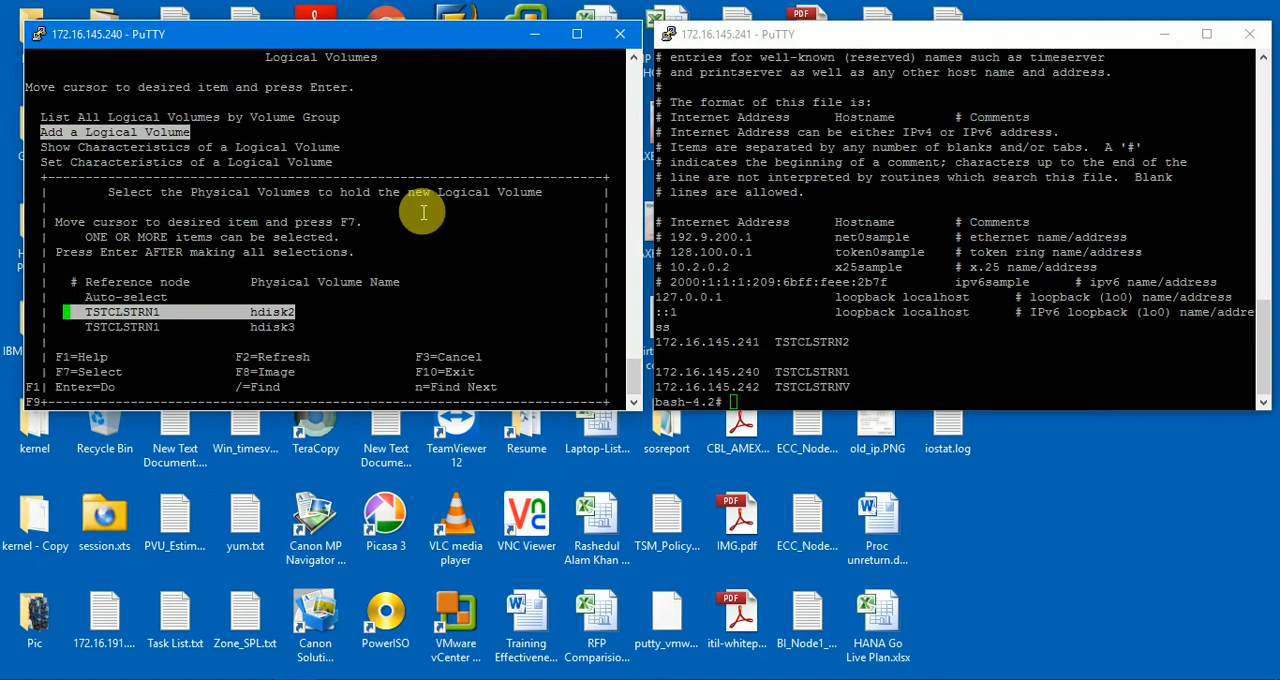 172.16.145.240 - PuTTY
Logical Volumes
Move cursor to desired item and press Enter.
List All Logical Volumes by Volume Group
Add a Logical Volume
Show Characteristics of a Logical Volume
Set Characteristics of a Logical Volume
+--------------------------------------------------------------------------+
| Select the Physical Volumes to hold the new Logical Volume |
| Move cursor to desired item and press F7. |
| ONE OR MORE items can be selected. |
| Press Enter AFTER making all selections. |
| # Reference node Physical Volume Name |
| Auto-select |
| TSTCLSTRN1 hdisk2 |
| TSTCLSTRN1 hdisk3 |
| F1=Help F2=Refresh F3=Cancel |
| F7=Select F8=Image F10=Exit |
F1| Enter=Do /=Find n=Find Next |
F9+--------------------------------------------------------------------------+
172.16.145.241 - PuTTY
# entries for well-known (reserved) names such as timeserver
# and printserver as well as any other host name and address.
#
# The format of this file is:
# Internet Address Hostname # Comments
# Internet Address can be either IPv4 or IPv6 address.
# Items are separated by any number of blanks and/or tabs. A '#'
# indicates the beginning of a comment; characters up to the end of the
# line are not interpreted by routines which search this file. Blank
# lines are allowed.
# Internet Address Hostname # Comments
# 192.9.200.1 net0sample # ethernet name/address
# 128.100.0.1 token0sample # token ring name/address
# 10.2.0.2 x25sample # x.25 name/address
# 2000:1:1:1:209:6bff:feee:2b7f ipv6sample # ipv6 name/address
127.0.0.1 loopback localhost # loopback (lo0) name/address
::1 loopback localhost # IPv6 loopback (lo0) name/addre
ss
172.16.145.241 TSTCLSTRN2
172.16.145.240 TSTCLSTRN1
172.16.145.242 TSTCLSTRNV
bash-4.2#
kernel
Recycle Bin
New Text Document....
Win_timesv...
TeraCopy
New Text Docume...
TeamViewer 12
Resume
Laptop-List...
sosreport
CBL_AMEX...
ECC_Node...
old_ip.PNG
iostat.log
kernel - Copy
session.xts
PVU_Estim...
yum.txt
Canon MP Navigator ...
Picasa 3
VLC media player
VNC Viewer
Rashedul Alam Khan ...
TSM_Policy...
IMG.pdf
ECC_Node...
Proc unreturn.d...
Pic
172.16.191....
Task List.txt
Zone_SPL.txt
Canon Soluti...
PowerISO
VMware vCenter ...
Training Effectivene...
RFP Comparision...
putty_vmw...
itil-whitep...
BI_Node1_...
HANA Go Live Plan.xlsx